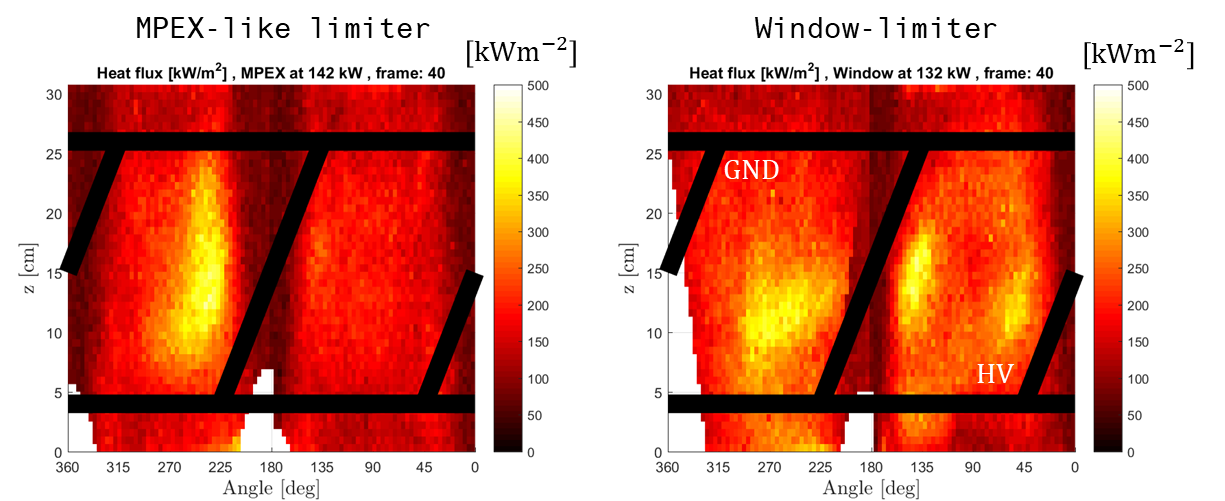 MPEX-like limiter
[kWm⁻²]
Heat flux [kW/m²] , MPEX at 142 kW , frame: 40
30
25
20
15
10
5
0
z [cm]
360 315 270 225 180 135 90 45 0
Angle [deg]
500
450
400
350
300
250
200
150
100
50
0
Window-limiter
[kWm⁻²]
Heat flux [kW/m²] , Window at 132 kW , frame: 40
30
25
20
15
10
5
0
z [cm]
GND
HV
360 315 270 225 180 135 90 45 0
Angle [deg]
500
450
400
350
300
250
200
150
100
50
0